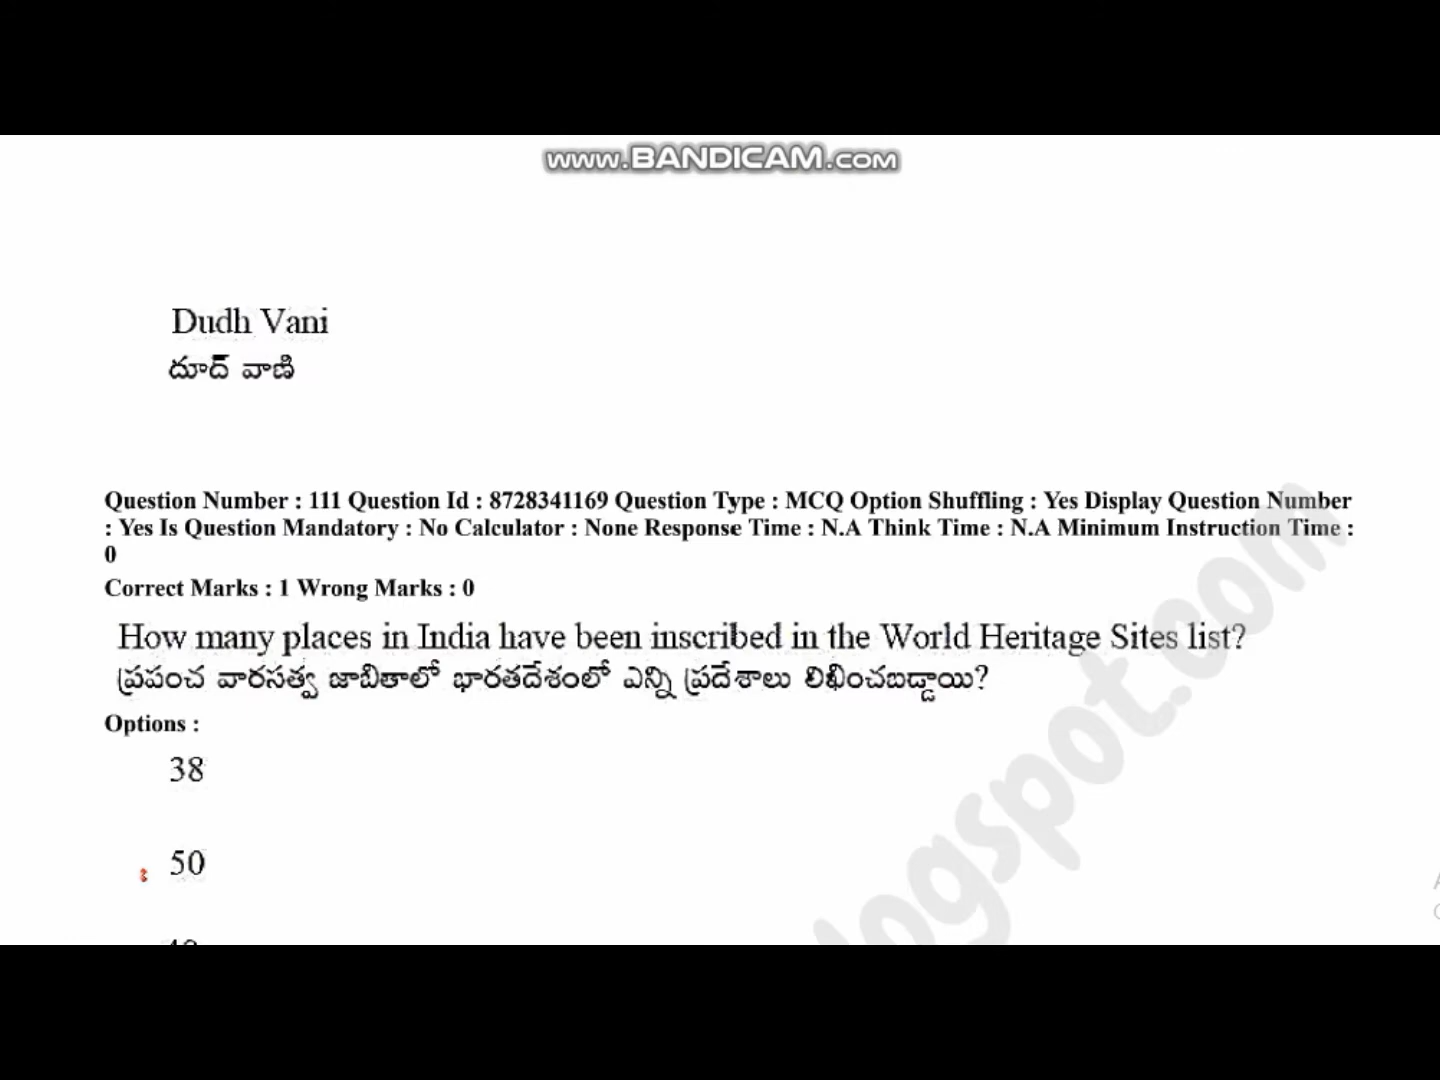 www.BANDICAM.com
Dudh Vani
దూద్ వాణి
Question Number : 111 Question Id : 8728341169 Question Type : MCQ Option Shuffling : Yes Display Question Number
: Yes Is Question Mandatory : No Calculator : None Response Time : N.A Think Time : N.A Minimum Instruction Time :
0
Correct Marks : 1 Wrong Marks : 0
How many places in India have been inscribed in the World Heritage Sites list?
ప్రపంచ వారసత్వ జాబితాలో భారతదేశంలో ఎన్ని ప్రదేశాలు లిఖించబడ్డాయి?
Options :
38
50
logspot.com